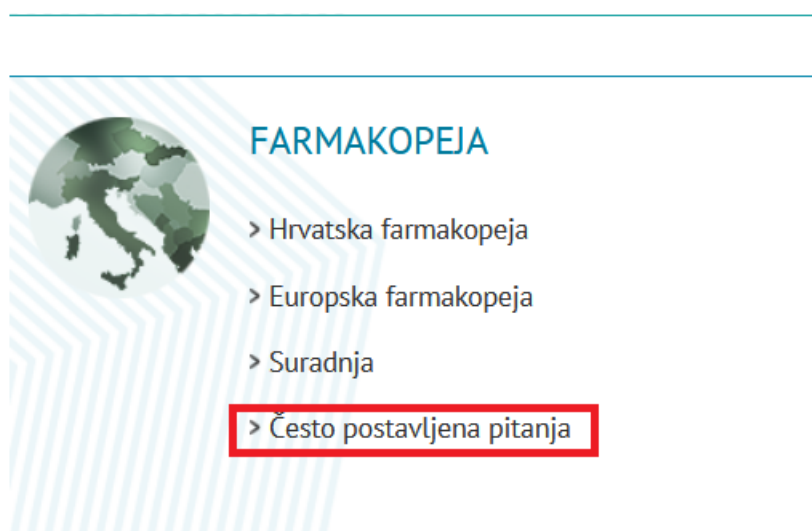 FARMAKOPEJA
> Hrvatska farmakopeja
> Europska farmakopeja
> Suradnja
> Često postavljena pitanja